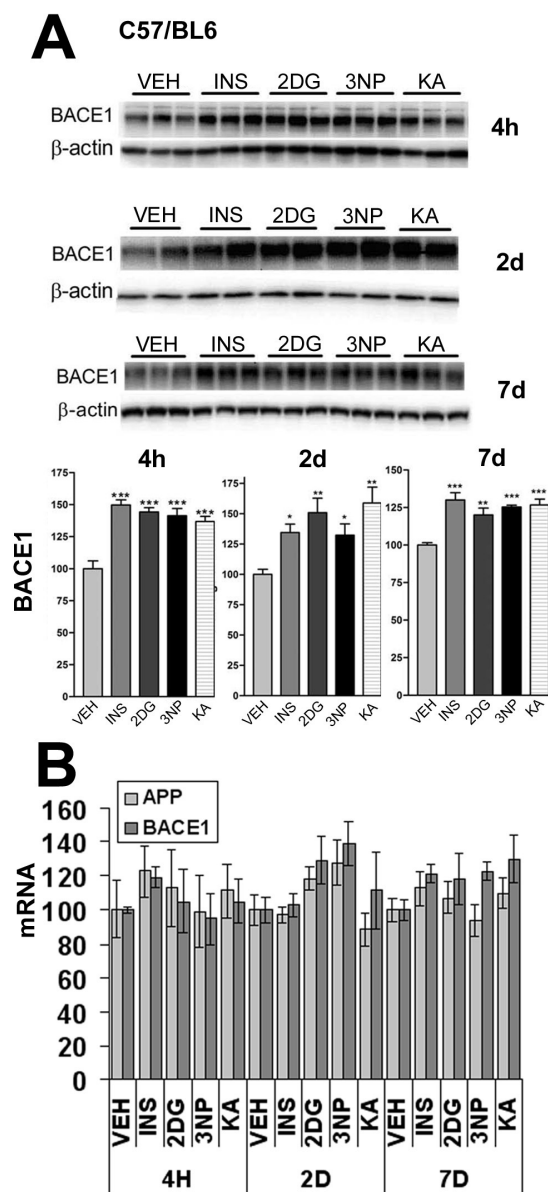 A
C57/BL6
VEH INS 2DG 3NP KA
BACE1
4h
β-actin
VEH INS 2DG 3NP KA
BACE1
2d
β-actin
VEH INS 2DG 3NP KA
BACE1
7d
β-actin
4h 2d 7d
BACE1
150
125
100
75
50
25
0
*** *** *** ***
VEH INS 2DG 3NP KA
175
150
125
100
75
50
25
0
* ** * **
VEH INS 2DG 3NP KA
150
125
100
75
50
25
0
*** ** *** ***
VEH INS 2DG 3NP KA
B
APP
BACE1
mRNA
160
140
120
100
80
60
40
20
0
VEH INS 2DG 3NP KA VEH INS 2DG 3NP KA VEH INS 2DG 3NP KA
4H 2D 7D